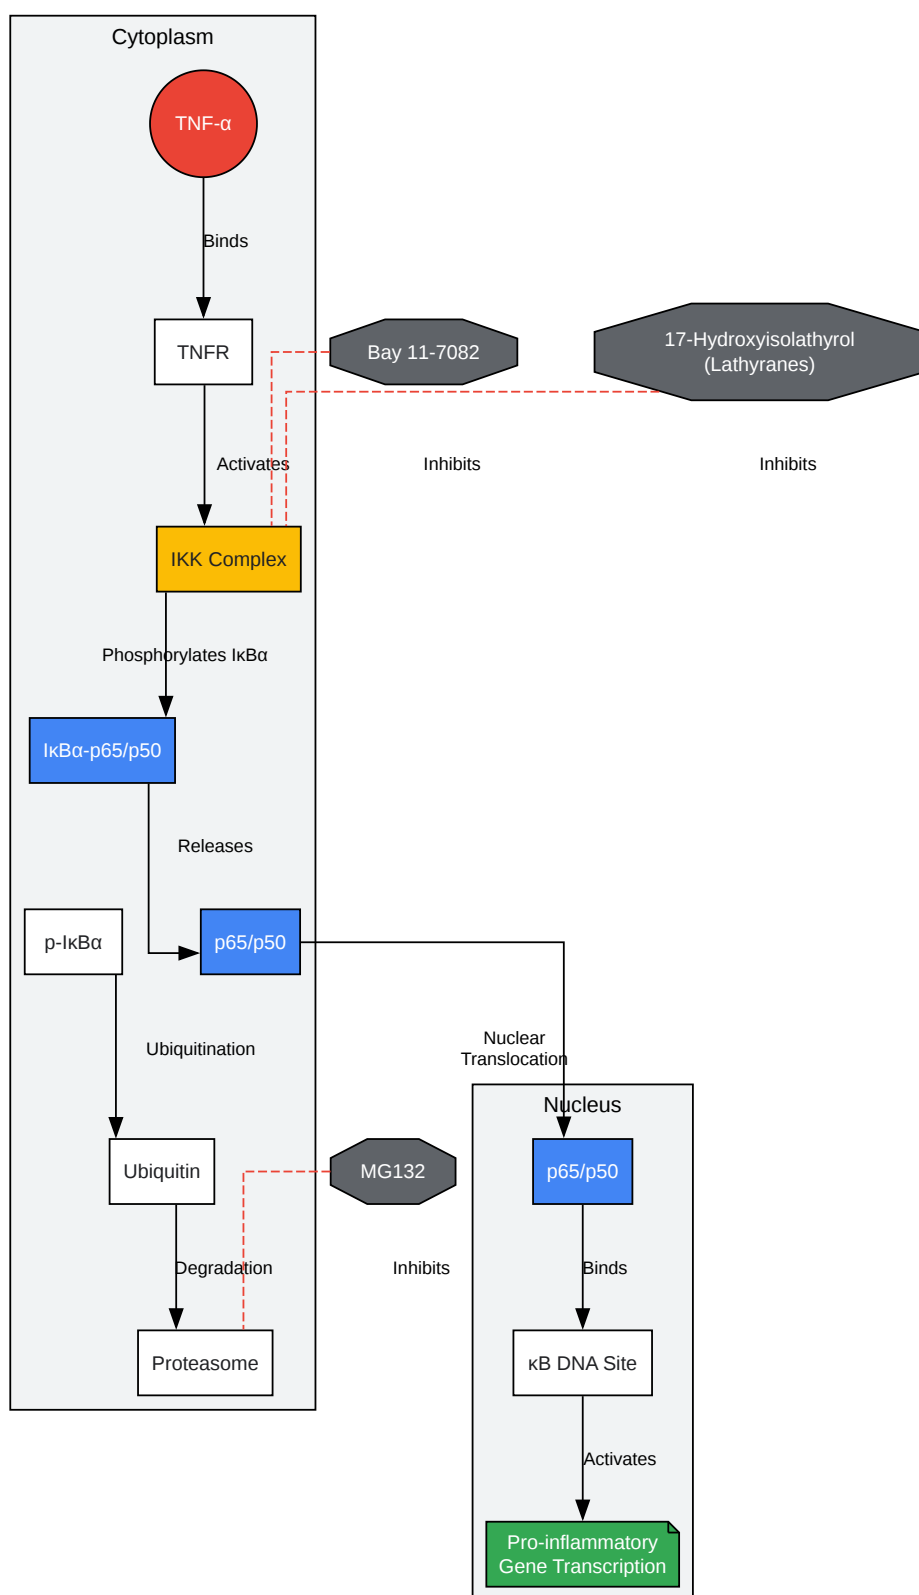 Cytoplasm
TNF-α
Binds
TNFR
Bay 11-7082
17-Hydroxyisolathyrol
(Lathyranes)
Activates
Inhibits
Inhibits
IKK Complex
Phosphorylates IκBα
IκBα-p65/p50
Releases
p-IκBα
p65/p50
Nuclear
Translocation
Ubiquitination
Nucleus
Ubiquitin
MG132
p65/p50
Degradation
Inhibits
Binds
Proteasome
κB DNA Site
Activates
Pro-inflammatory
Gene Transcription